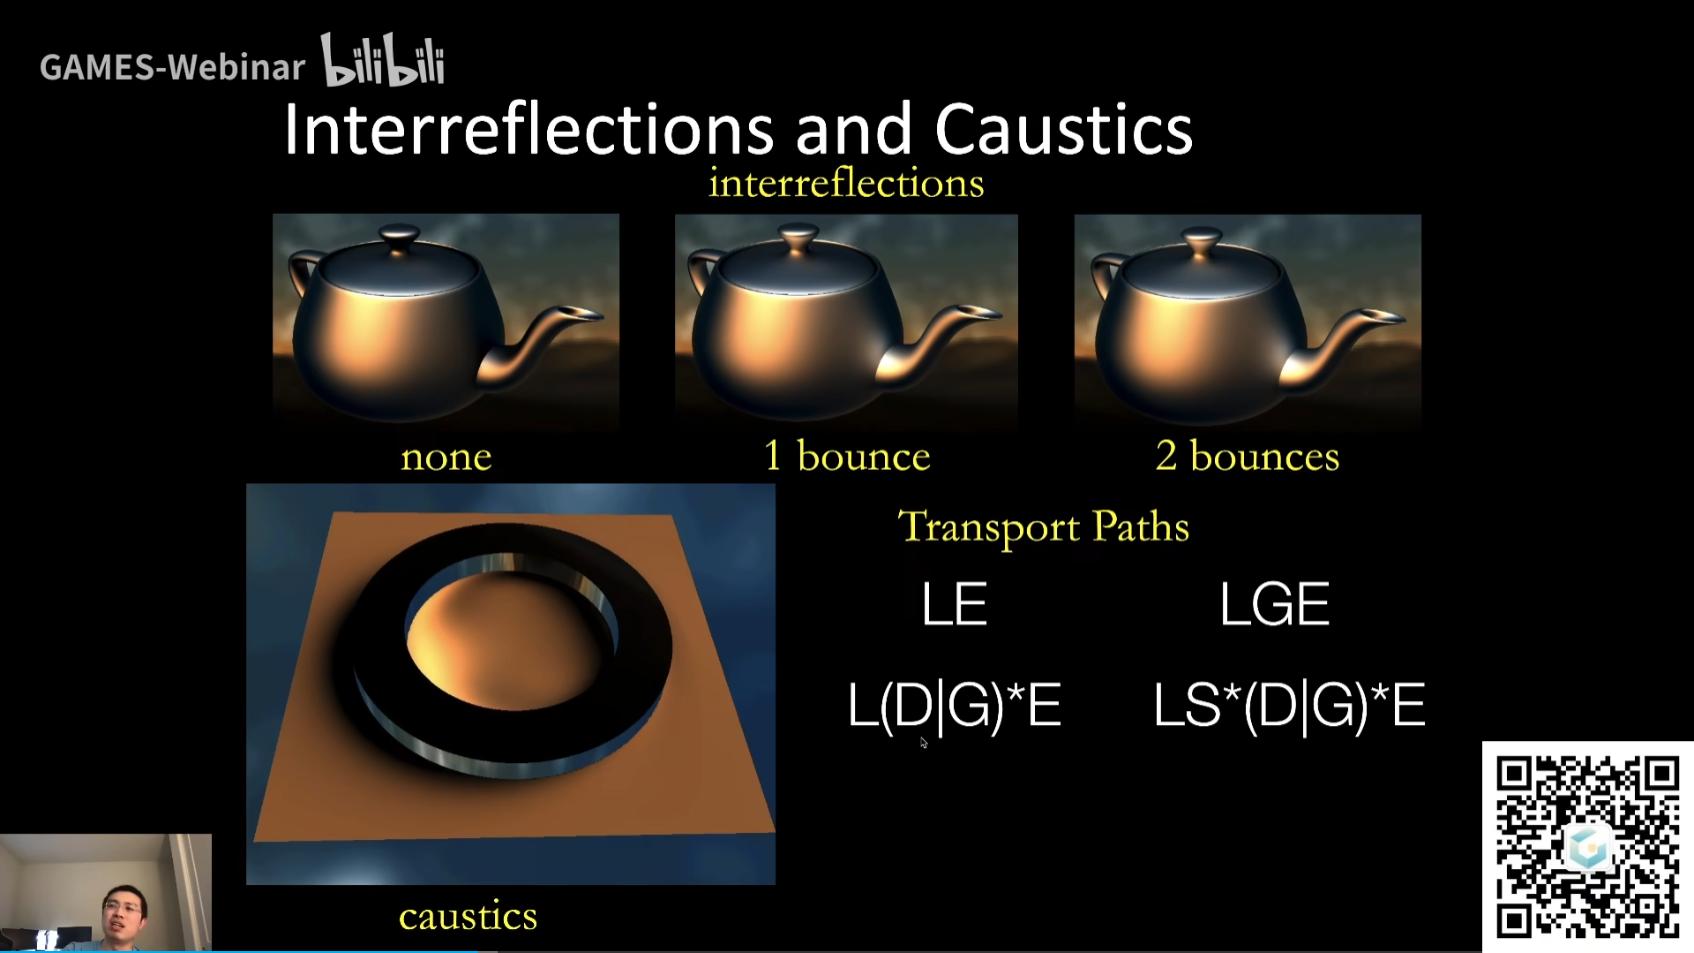 GAMES-Webinar bilibili
Interreflections and Caustics
interreflections
none
1 bounce
2 bounces
Transport Paths
LE
LGE
L(D|G)*E
LS*(D|G)*E
caustics